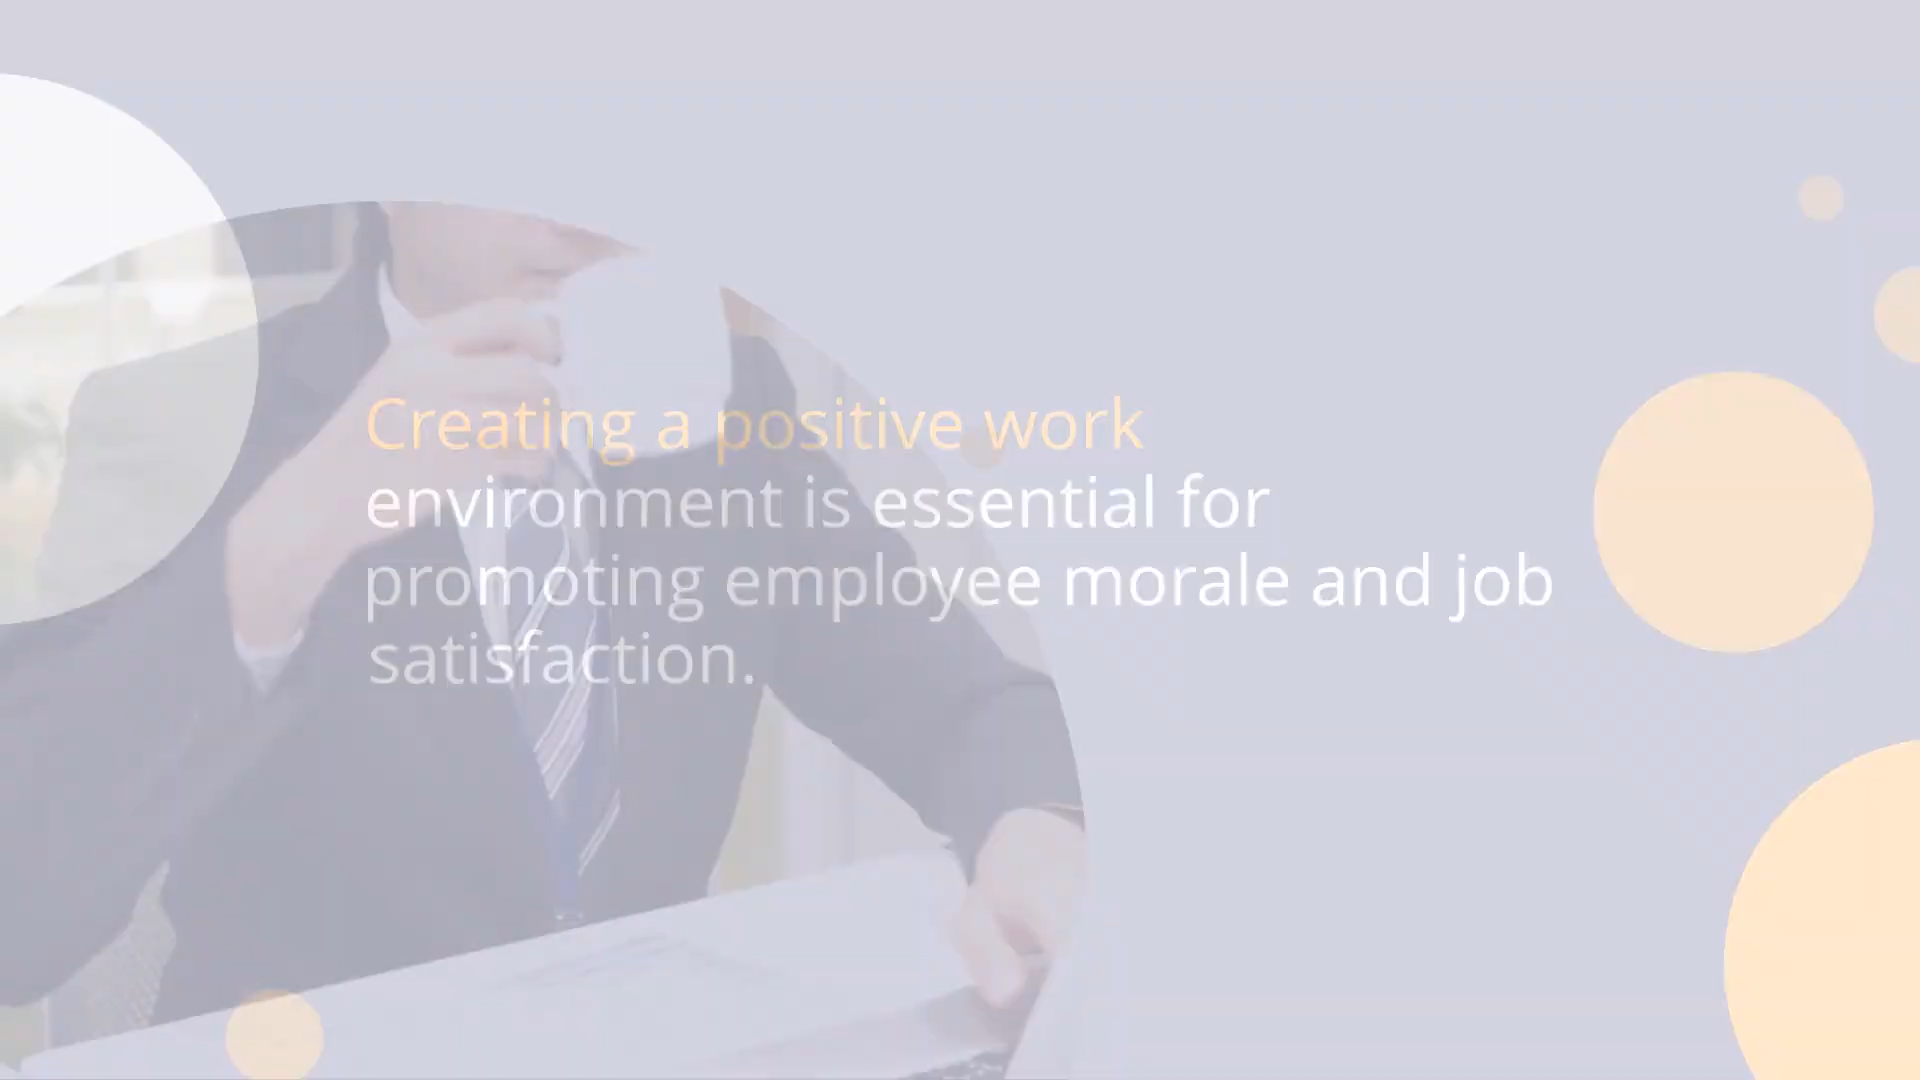 Creating a positive work
environment is essential for
promoting employee morale and job
satisfaction.